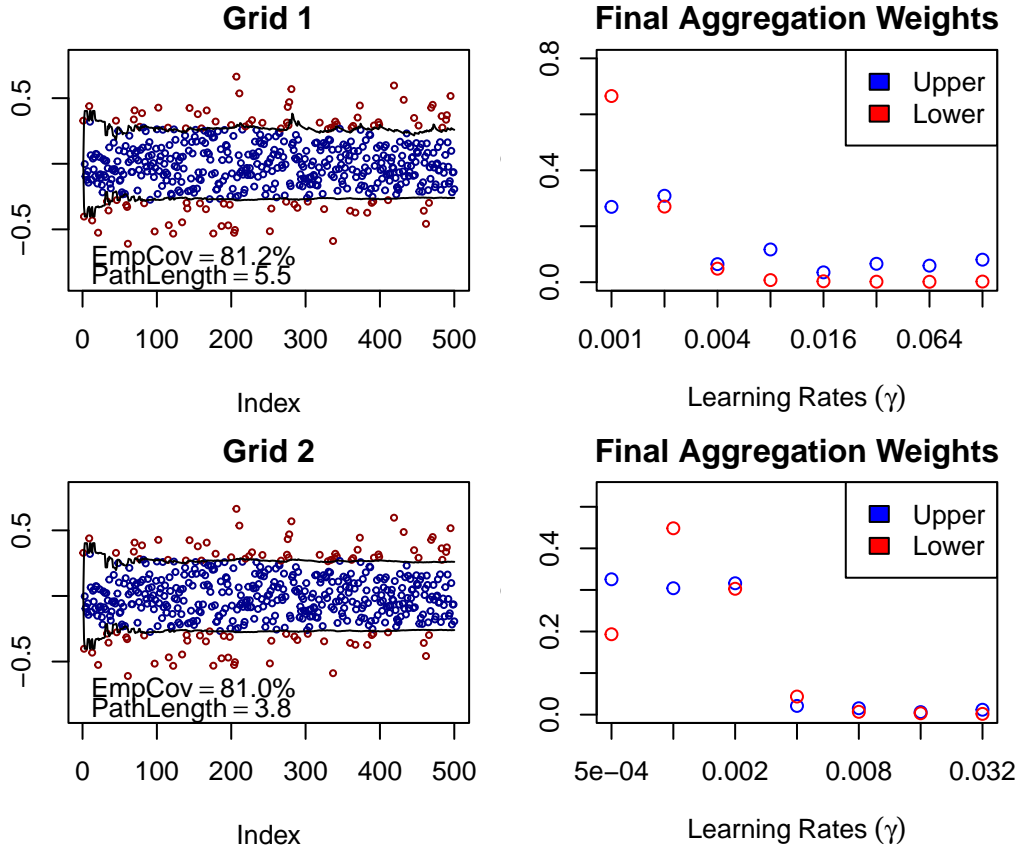 Grid 1
0.5
−0.5
EmpCov = 81.2%
PathLength = 5.5
0 100 200 300 400 500
Index
Final Aggregation Weights
0.8
0.4
0.0
Upper
Lower
0.001 0.004 0.016 0.064
Learning Rates (γ)
Grid 2
0.5
−0.5
EmpCov = 81.0%
PathLength = 3.8
0 100 200 300 400 500
Index
Final Aggregation Weights
0.4
0.2
0.0
Upper
Lower
5e−04 0.002 0.008 0.032
Learning Rates (γ)